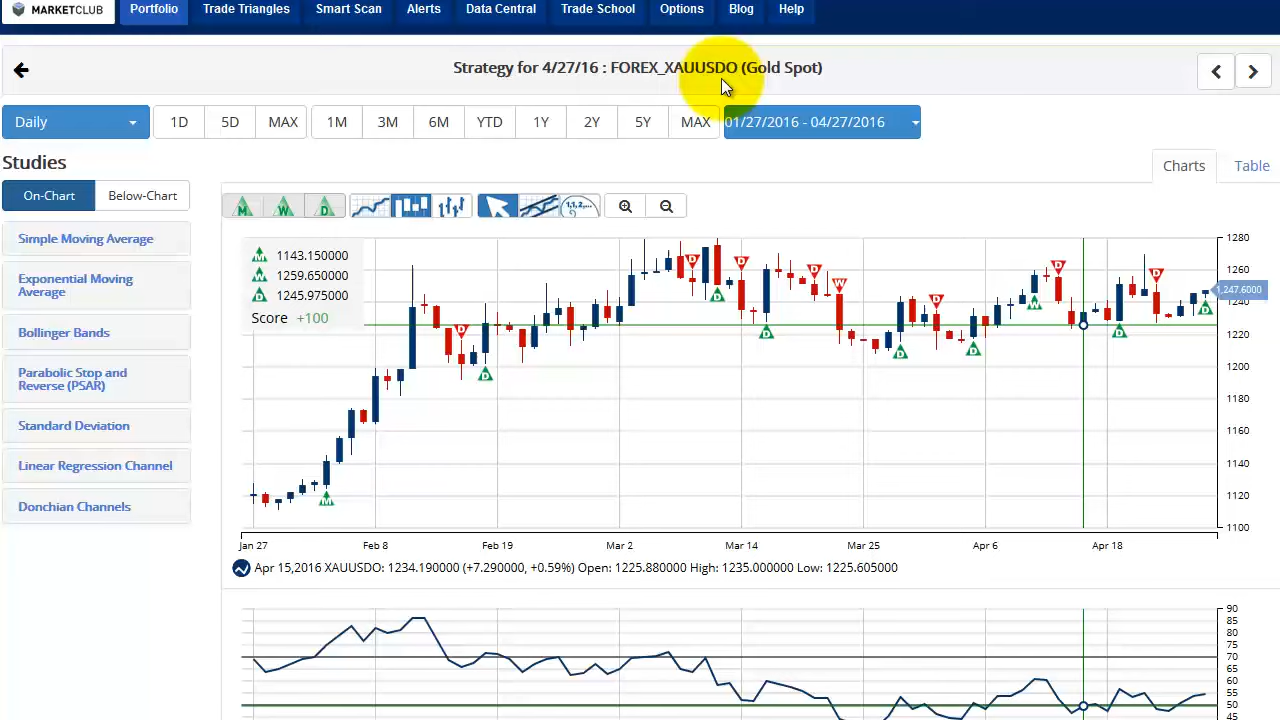 MARKETCLUB Portfolio Trade Triangles Smart Scan Alerts Data Central Trade School Options Blog Help
Strategy for 4/27/16 : FOREX_XAUUSDO (Gold Spot)
Daily 1D 5D MAX 1M 3M 6M YTD 1Y 2Y 5Y MAX 01/27/2016 - 04/27/2016
Studies
Charts Table
On-Chart Below-Chart
M W D 1,2,...
Simple Moving Average
Exponential Moving
Average
Bollinger Bands
Parabolic Stop and
Reverse (PSAR)
Standard Deviation
Linear Regression Channel
Donchian Channels
M 1143.150000
W 1259.650000
D 1245.975000
Score +100
1280
1260
1,247.6000
1240
1220
1200
1180
1160
1140
1120
1100
D D D D D W D D D D D W D D D D M
Jan 27 Feb 8 Feb 19 Mar 2 Mar 14 Mar 25 Apr 6 Apr 18
Apr 15,2016 XAUUSDO: 1234.190000 (+7.290000, +0.59%) Open: 1225.880000 High: 1235.000000 Low: 1225.605000
90
85
80
75
70
65
60
55
50
45